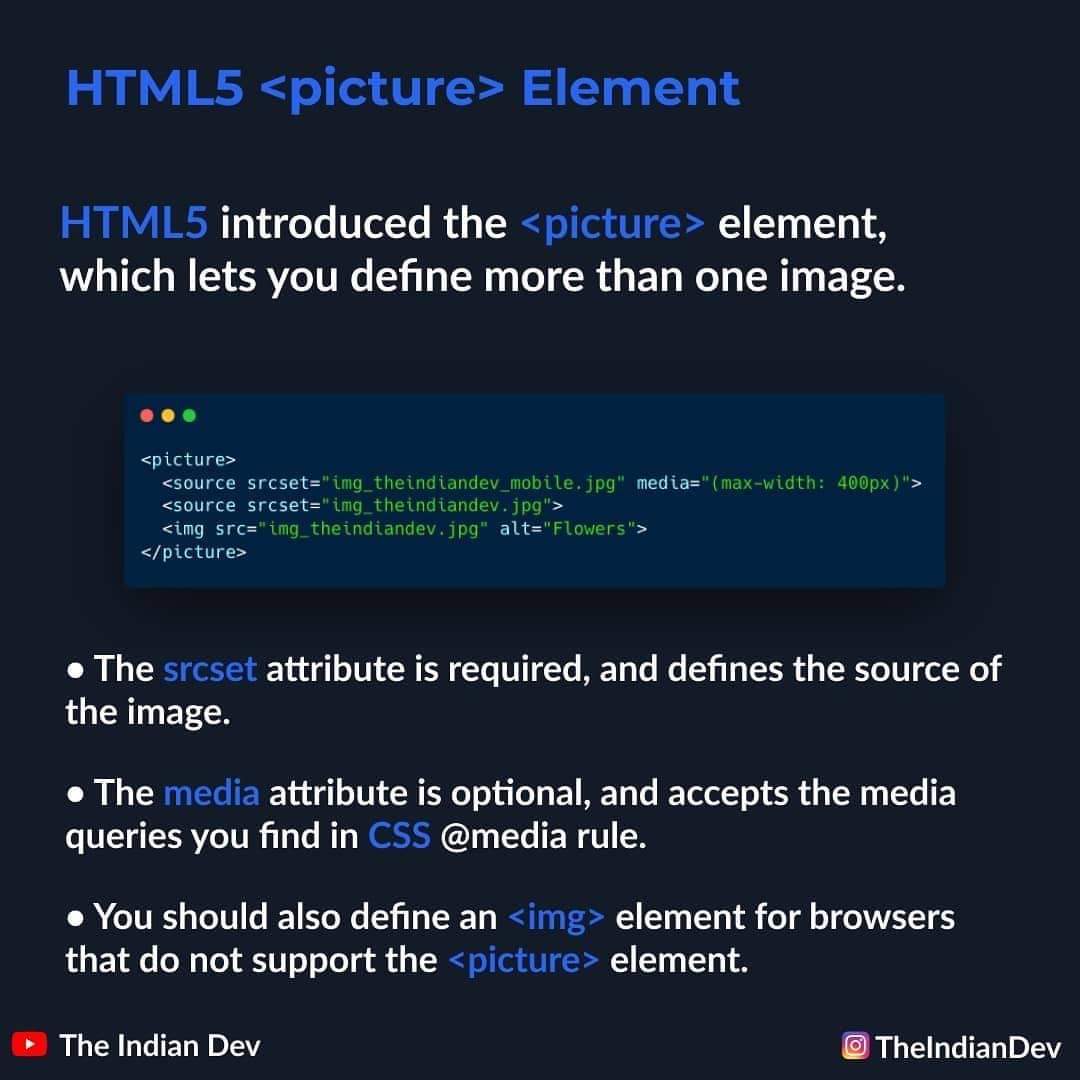 HTML5 <picture> Element
HTML5 introduced the <picture> element,
which lets you define more than one image.
<picture>
  <source srcset="img_theindiandev_mobile.jpg" media="(max-width: 400px)">
  <source srcset="img_theindiandev.jpg">
  <img src="img_theindiandev.jpg" alt="Flowers">
</picture>
● The srcset attribute is required, and defines the source of
the image.
● The media attribute is optional, and accepts the media
queries you find in CSS @media rule.
● You should also define an <img> element for browsers
that do not support the <picture> element.
The Indian Dev
TheIndianDev